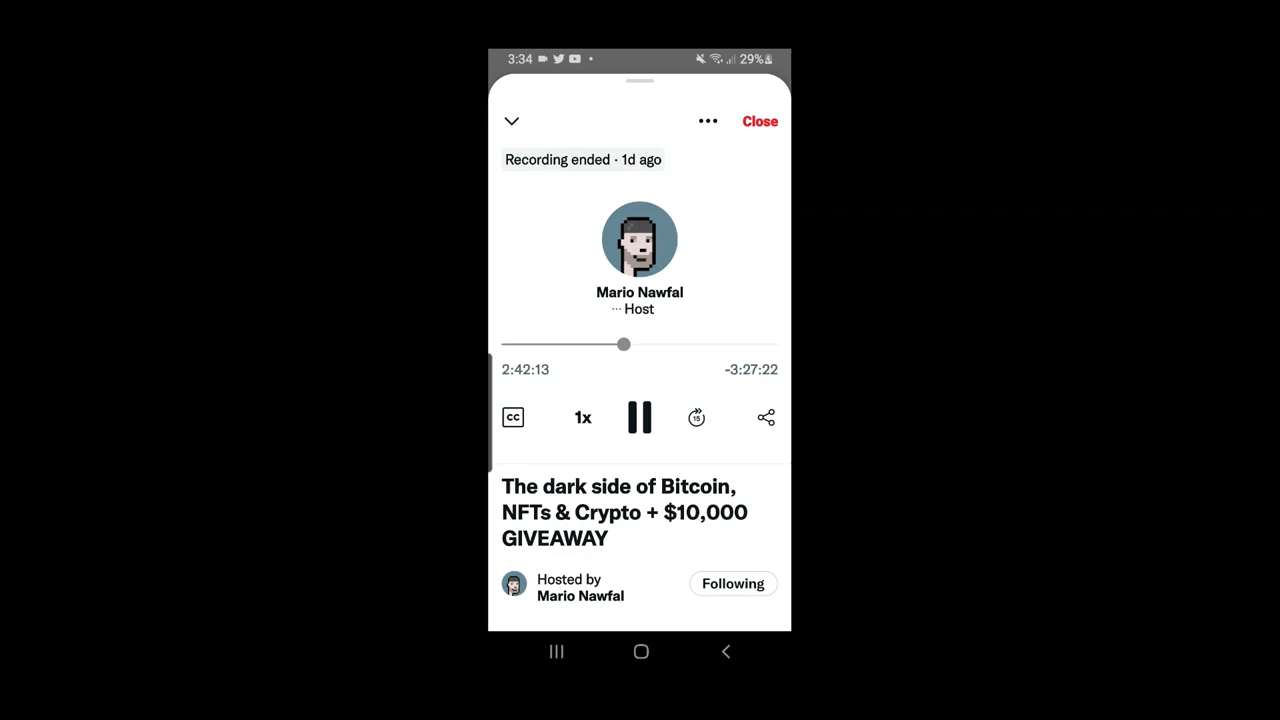 3:34
29%
Close
Recording ended · 1d ago
Mario Nawfal
Host
2:42:13
-3:27:22
CC
1x
15
The dark side of Bitcoin,
NFTs & Crypto + $10,000
GIVEAWAY
Hosted by
Mario Nawfal
Following